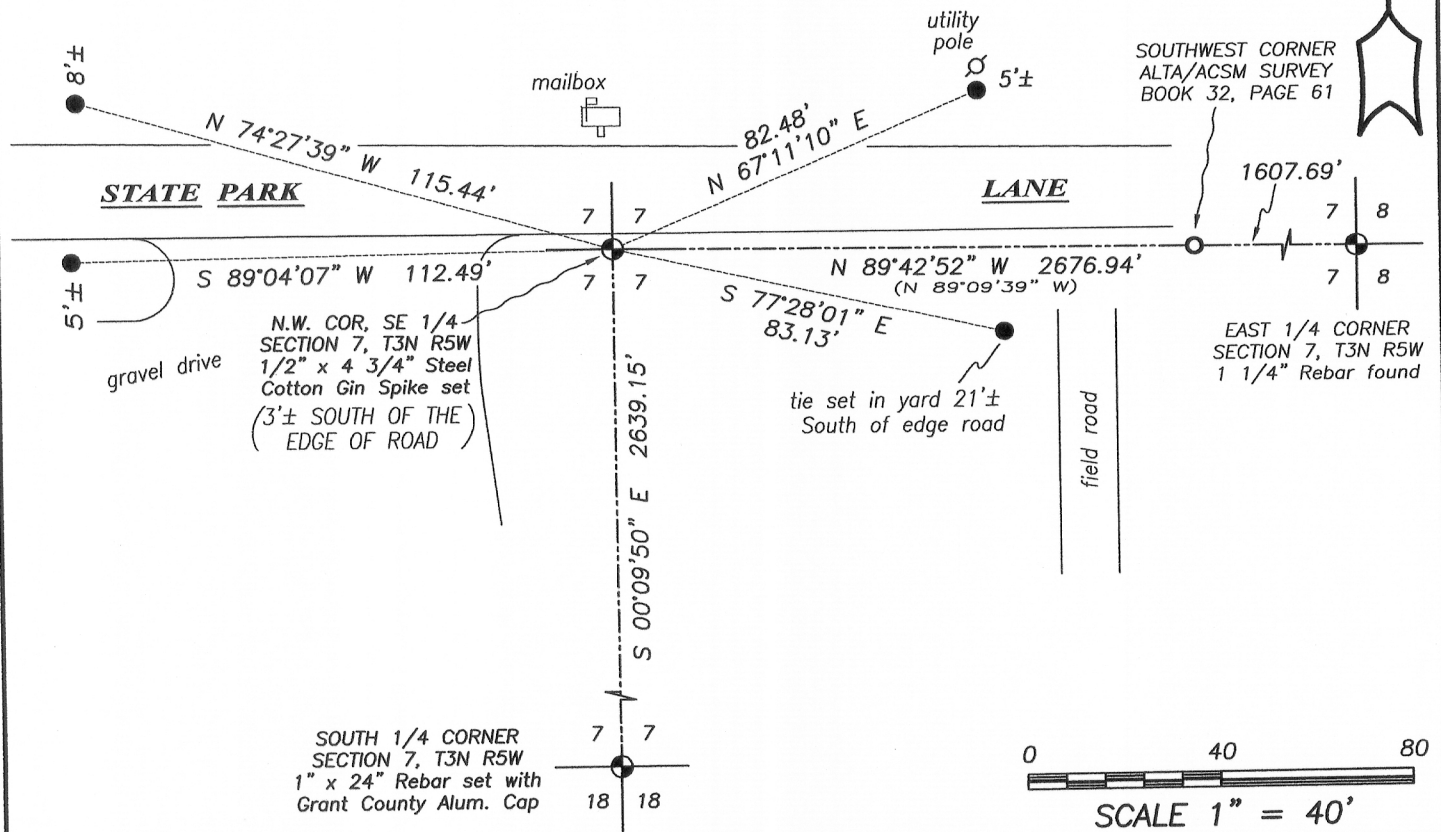 utility
pole
5'±
SOUTHWEST CORNER
ALTA/ACSM SURVEY
BOOK 32, PAGE 61
8'±
mailbox
N 74°27'39" W 115.44'
82.48'
N 67°11'10" E
1607.69'
STATE PARK
LANE
7 7
7 8
S 89°04'07" W 112.49'
7 7
N 89°42'52" W 2676.94'
(N 89°09'39" W)
7 8
5'±
S 77°28'01" E
83.13'
N.W. COR, SE 1/4
SECTION 7, T3N R5W
1/2" x 4 3/4" Steel
Cotton Gin Spike set
(3'± SOUTH OF THE
EDGE OF ROAD)
gravel drive
EAST 1/4 CORNER
SECTION 7, T3N R5W
1 1/4" Rebar found
tie set in yard 21'±
South of edge road
field road
S 00°09'50" E 2639.15'
SOUTH 1/4 CORNER
SECTION 7, T3N R5W
1" x 24" Rebar set with
Grant County Alum. Cap
7 7
18 18
0 40 80
SCALE 1" = 40'